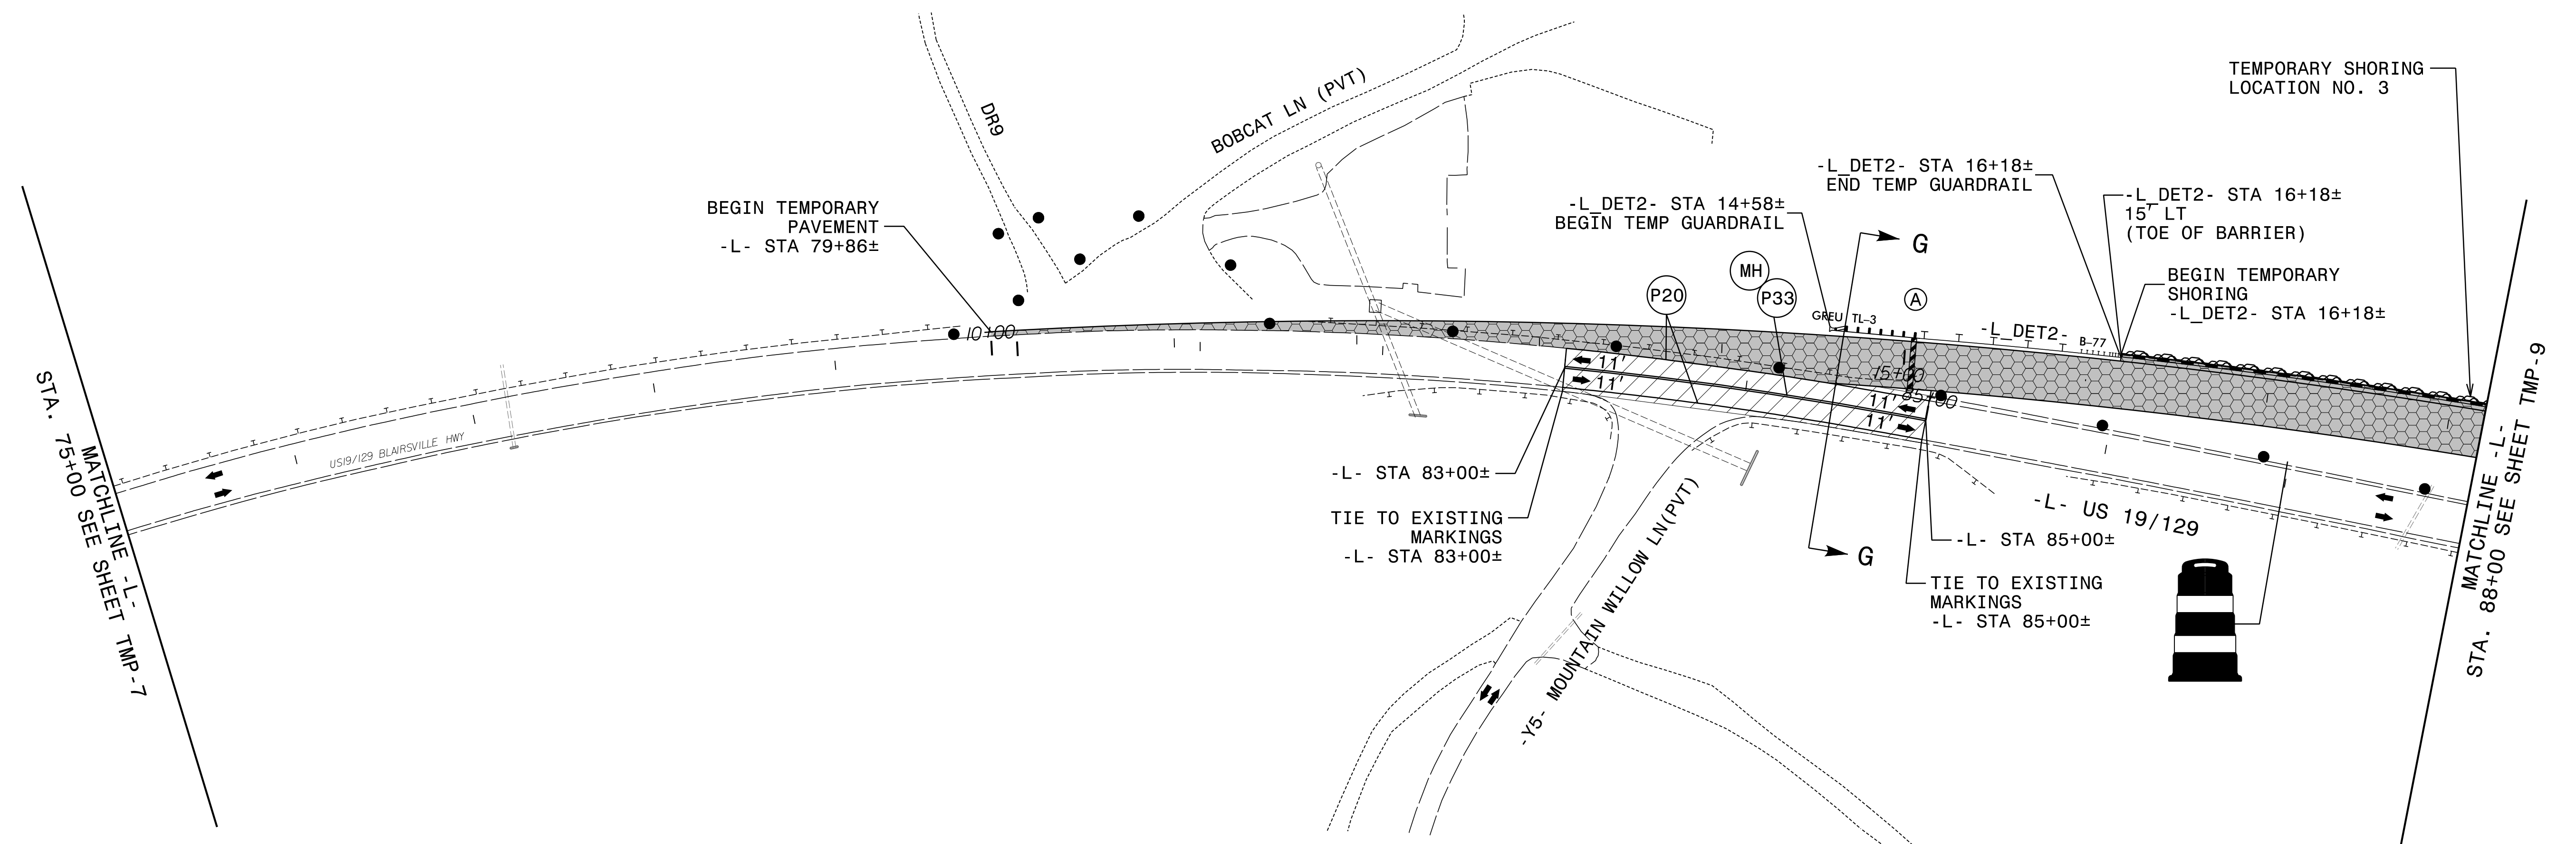 TEMPORARY SHORING
LOCATION NO. 3
DR9
BOBCAT LN (PVT)
-L_DET2- STA 16+18±
END TEMP GUARDRAIL
-L_DET2- STA 16+18±
15' LT
(TOE OF BARRIER)
-L_DET2- STA 14+58±
BEGIN TEMP GUARDRAIL
BEGIN TEMPORARY
PAVEMENT
-L- STA 79+86±
G
MH
P20
P33
A
BEGIN TEMPORARY
SHORING
-L_DET2- STA 16+18±
GREU TL-3
-L_DET2-
B-77
10+00
11'
11'
15+00
11'
85+00
11'
STA. 75+00 SEE SHEET TMP-7
MATCHLINE -L-
US19/129 BLAIRSVILLE HWY
-L- STA 83+00±
TIE TO EXISTING
MARKINGS
-L- STA 83+00±
-Y5- MOUNTAIN WILLOW LN(PVT)
G
-L- US 19/129
-L- STA 85+00±
TIE TO EXISTING
MARKINGS
-L- STA 85+00±
MATCHLINE -L-
STA. 88+00 SEE SHEET TMP-9